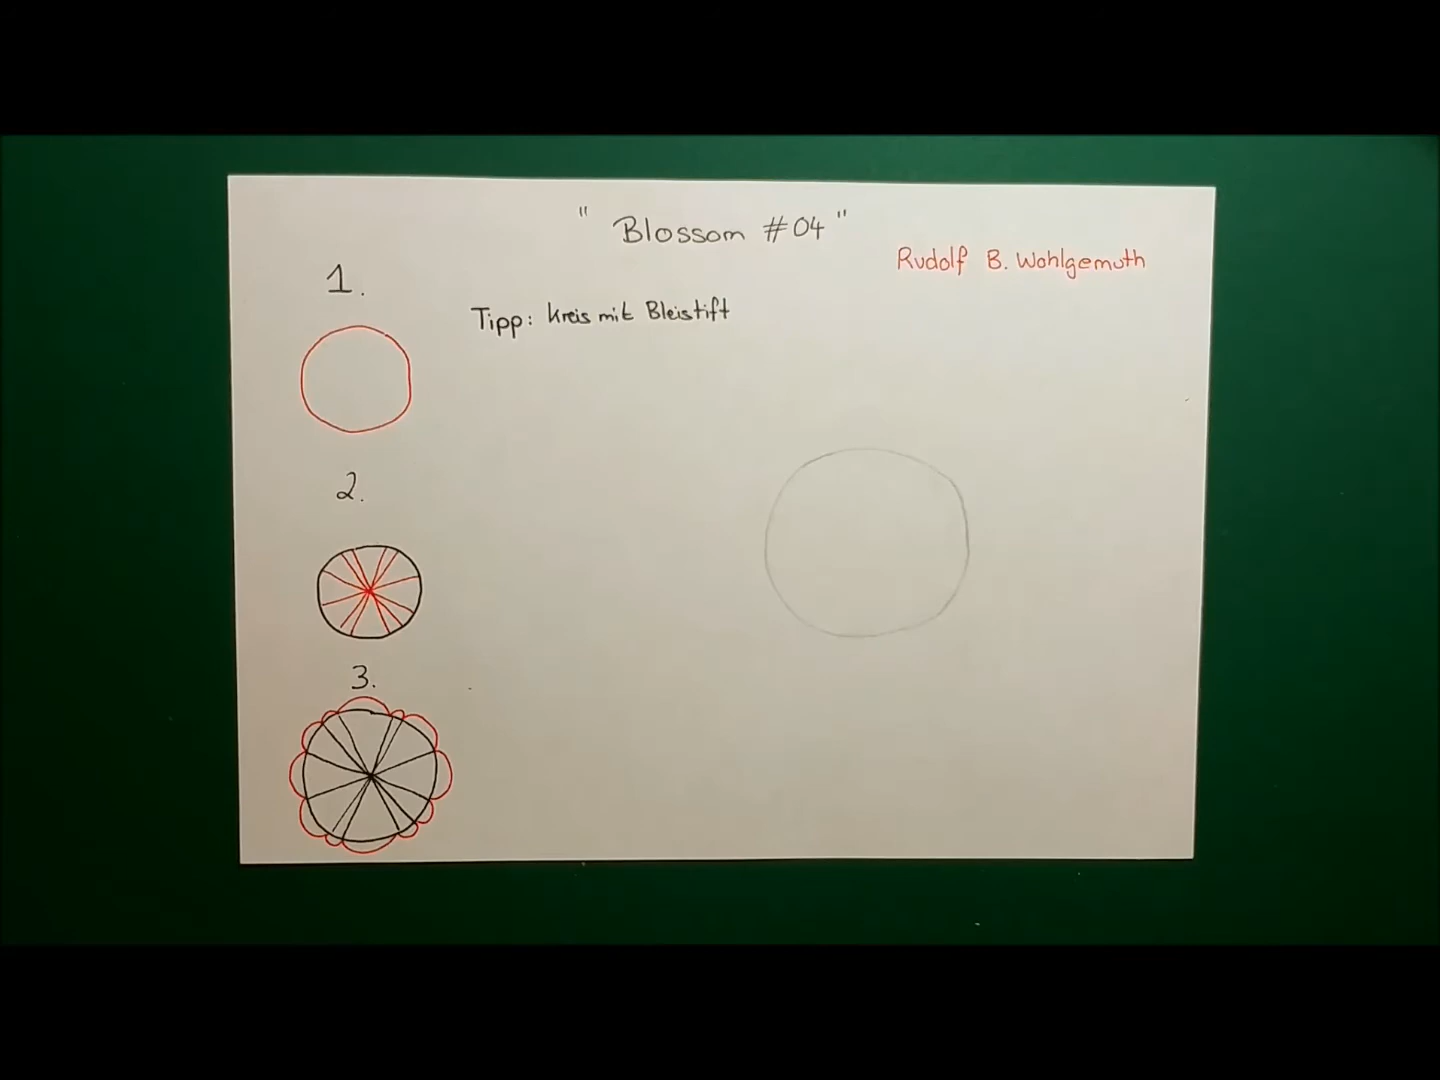 " Blossom #04 "
Rudolf B. Wohlgemuth
1.
Tipp: Kreis mit Bleistift
2.
3.